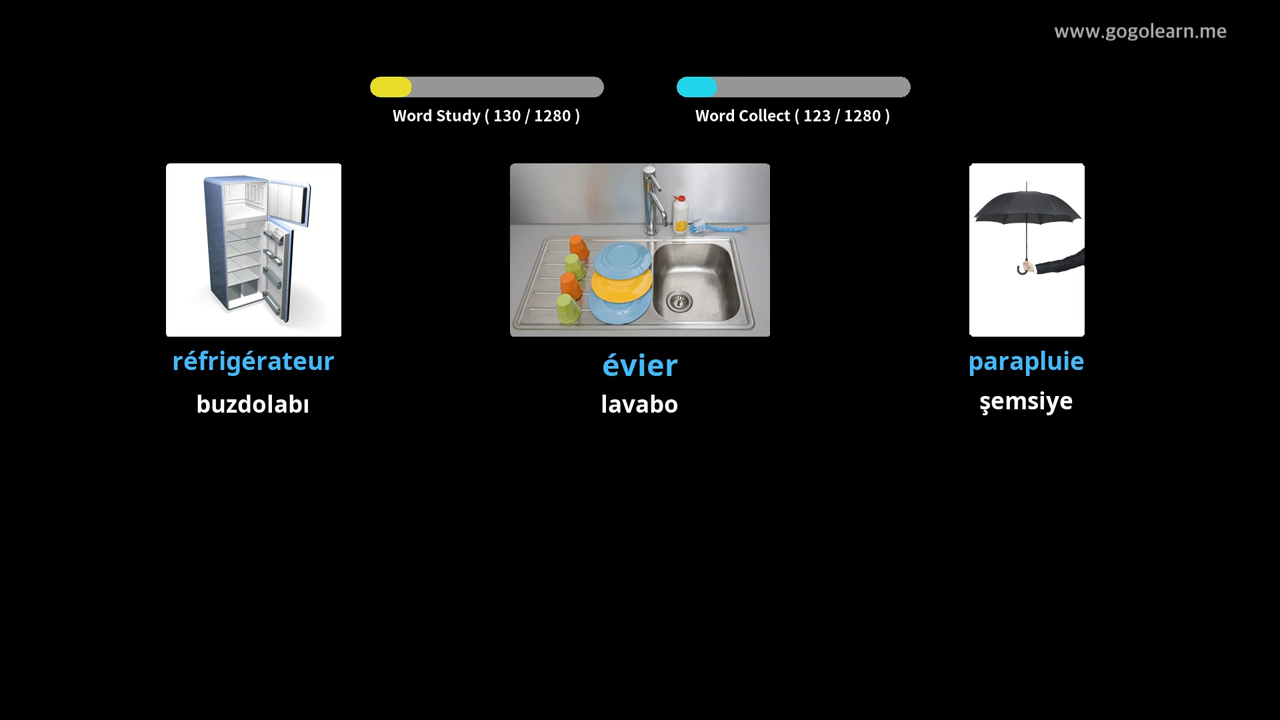 www.gogolearn.me
Word Study ( 130 / 1280 )
Word Collect ( 123 / 1280 )
réfrigérateur
buzdolabı
évier
lavabo
parapluie
şemsiye